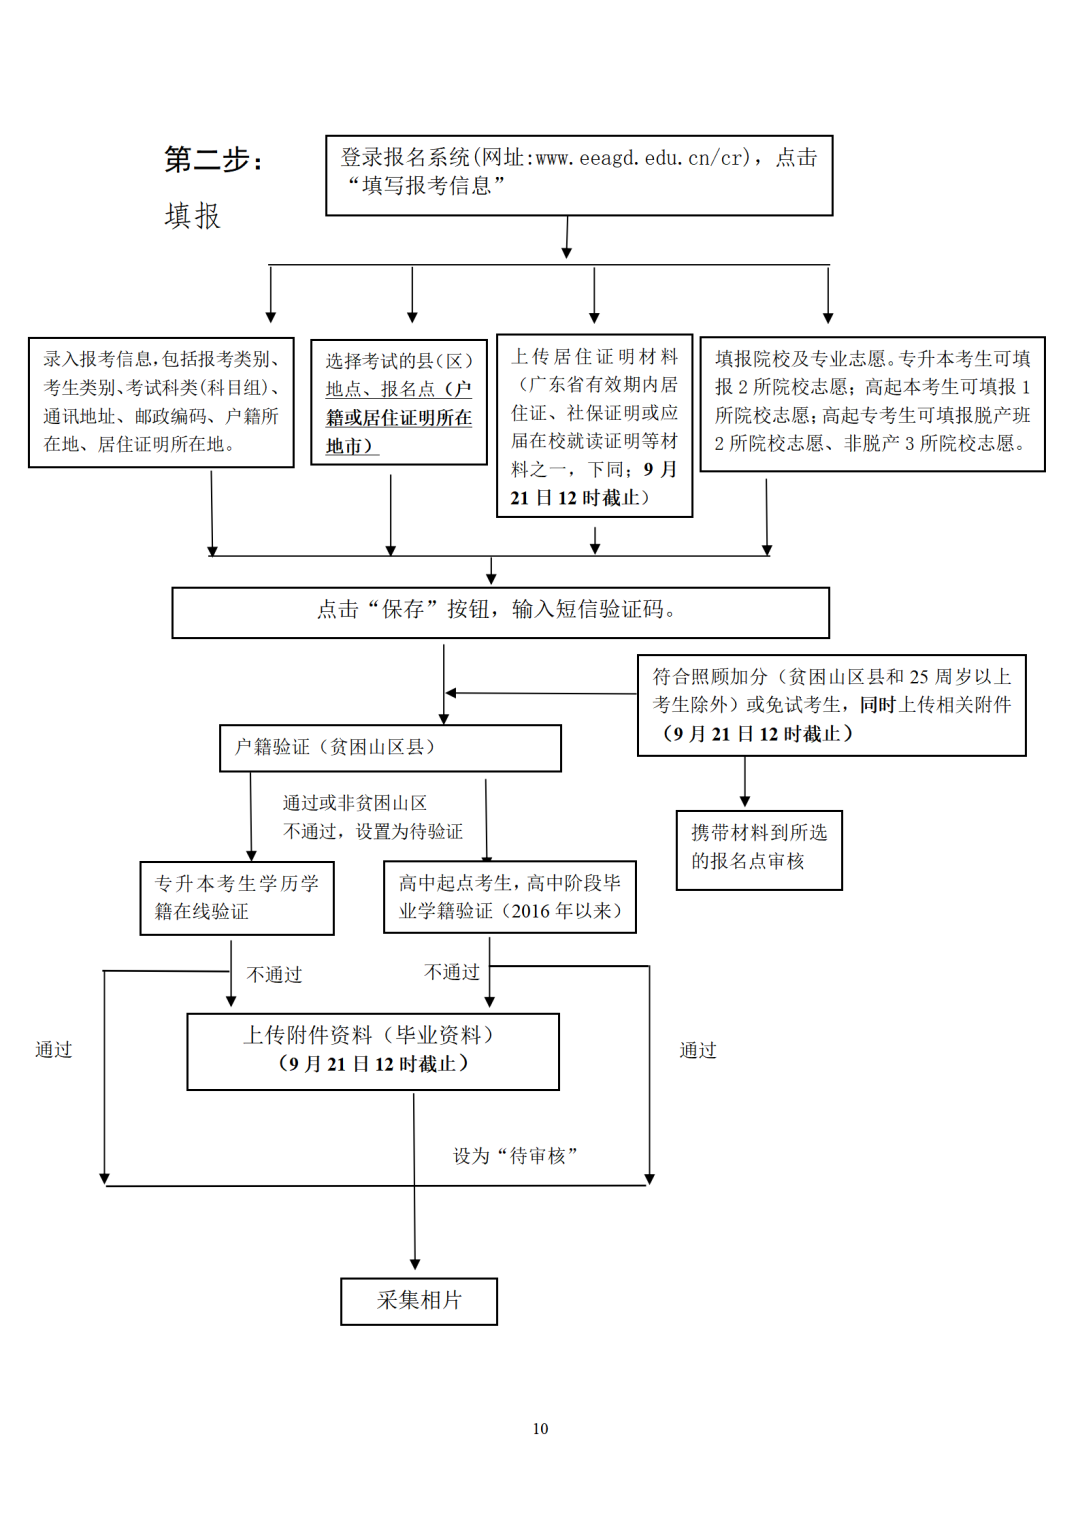 第二步：
填报
登录报名系统(网址:www.eeagd.edu.cn/cr)，点击
“填写报考信息”
录入报考信息，包括报考类别、
考生类别、考试科类(科目组)、
通讯地址、邮政编码、户籍所
在地、居住证明所在地。
选择考试的县（区）
地点、报名点（户
籍或居住证明所在
地市）
上传居住证明材料
（广东省有效期内居
住证、社保证明或应
届在校就读证明等材
料之一，下同；9 月
21 日 12 时截止）
填报院校及专业志愿。专升本考生可填
报 2 所院校志愿；高起本考生可填报 1
所院校志愿；高起专考生可填报脱产班
2 所院校志愿、非脱产 3 所院校志愿。
点击“保存”按钮，输入短信验证码。
符合照顾加分（贫困山区县和 25 周岁以上
考生除外）或免试考生，同时上传相关附件
（9 月 21 日 12 时截止）
户籍验证（贫困山区县）
通过或非贫困山区
不通过，设置为待验证
携带材料到所选
的报名点审核
专升本考生学历学
籍在线验证
高中起点考生，高中阶段毕
业学籍验证（2016 年以来）
不通过
不通过
上传附件资料（毕业资料）
（9 月 21 日 12 时截止）
通过
通过
设为“待审核”
采集相片
10